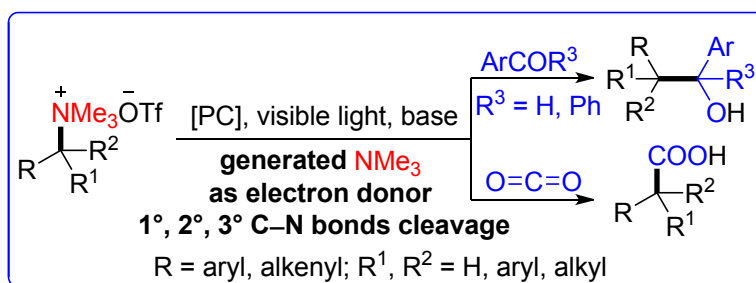 NMe₃OTf
+
−
R R¹ R²
[PC], visible light, base
generated NMe₃
as electron donor
1°, 2°, 3° C–N bonds cleavage
ArCOR³
R³ = H, Ph
R Ar
R¹ R³
R² OH
O=C=O
COOH
R R²
R¹
R = aryl, alkenyl; R¹, R² = H, aryl, alkyl